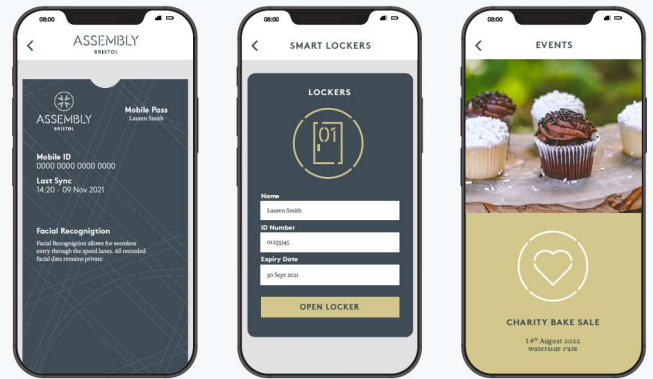 08:00
ASSEMBLY
BRISTOL
ASSEMBLY
BRISTOL
Mobile Pass
Lauren Smith
Mobile ID
0000 0000 0000 0000
Last Sync
14:20 - 09 Nov 2021
Facial Recognigtion
Facial Recognigtion allows for seemless
entry through the speed lanes. All recorded
facial data remains private
08:00
SMART LOCKERS
LOCKERS
01
Name
Lauren Smith
ID Number
01233345
Expiry Date
30 Sept 2021
OPEN LOCKER
08:00
EVENTS
CHARITY BAKE SALE
14th August 2022
Waterside Park